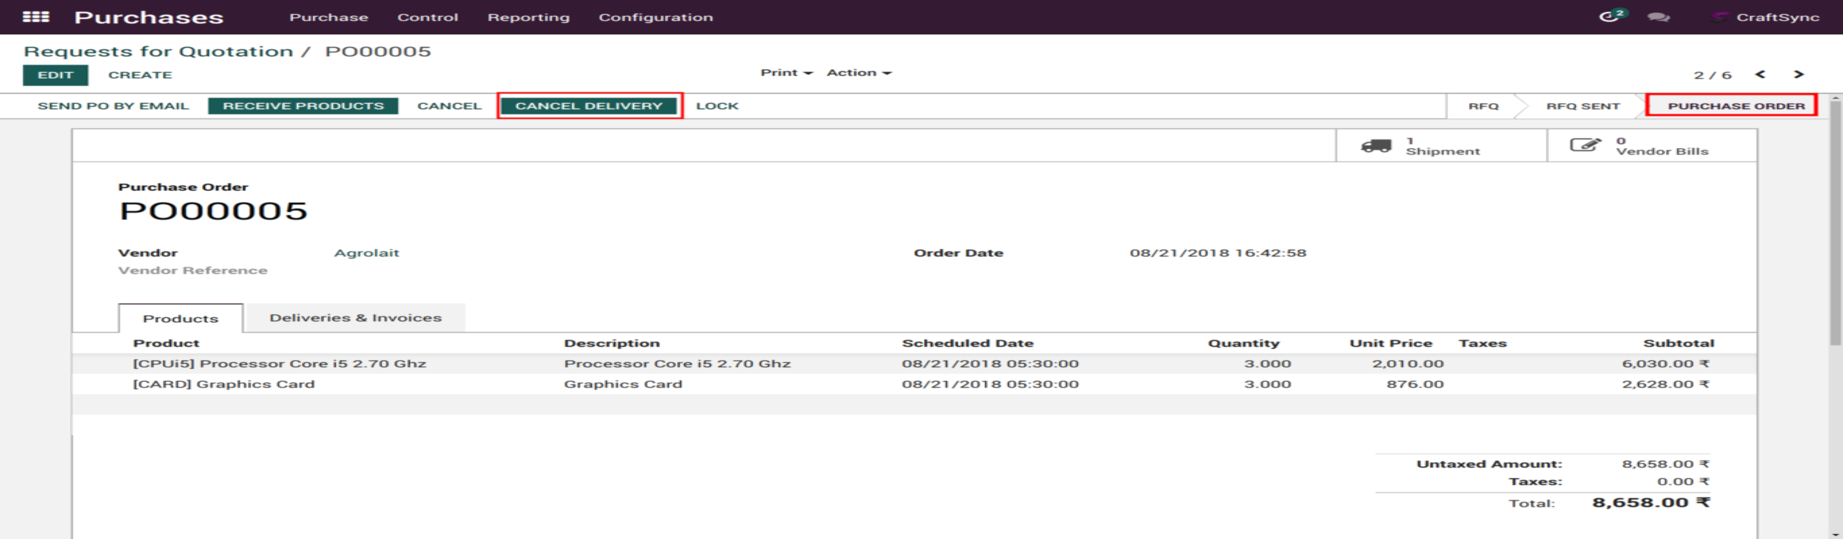 Purchases Purchase Control Reporting Configuration 2 CraftSync
Requests for Quotation / PO00005
EDIT CREATE Print Action 2 / 6
SEND PO BY EMAIL RECEIVE PRODUCTS CANCEL CANCEL DELIVERY LOCK RFQ RFQ SENT PURCHASE ORDER
1 Shipment 0 Vendor Bills
Purchase Order
PO00005
Vendor Agrolait Order Date 08/21/2018 16:42:58
Vendor Reference
Products Deliveries & Invoices
Product Description Scheduled Date Quantity Unit Price Taxes Subtotal
[CPUi5] Processor Core i5 2.70 Ghz Processor Core i5 2.70 Ghz 08/21/2018 05:30:00 3.000 2,010.00 6,030.00 ₹
[CARD] Graphics Card Graphics Card 08/21/2018 05:30:00 3.000 876.00 2,628.00 ₹
Untaxed Amount: 8,658.00 ₹
Taxes: 0.00 ₹
Total: 8,658.00 ₹